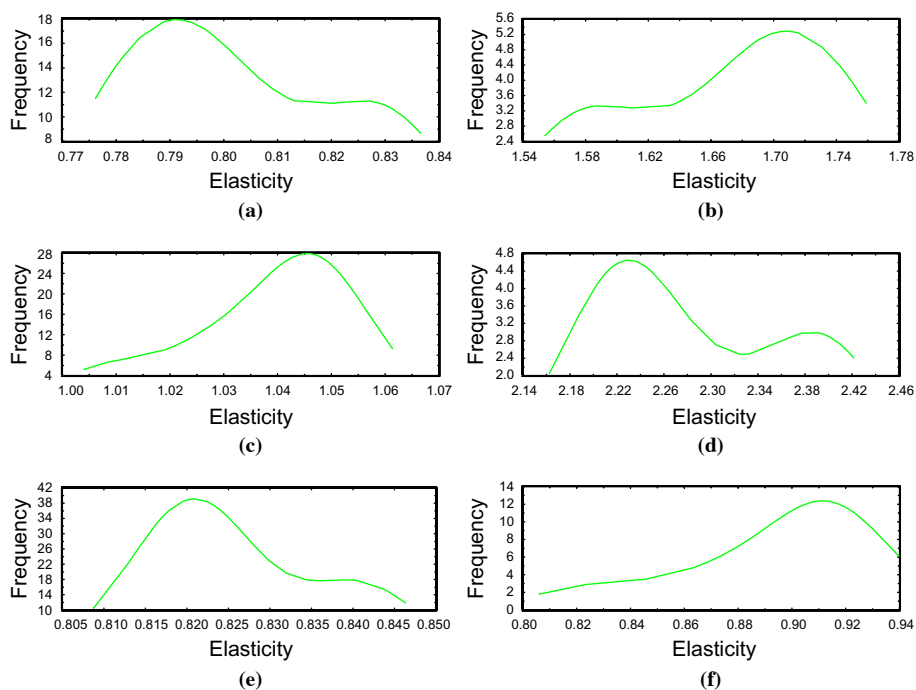 Frequency
18
16
14
12
10
8
0.77 0.78 0.79 0.80 0.81 0.82 0.83 0.84
Elasticity
(a)
Frequency
5.6
5.2
4.8
4.4
4.0
3.6
3.2
2.8
2.4
1.54 1.58 1.62 1.66 1.70 1.74 1.78
Elasticity
(b)
Frequency
28
24
20
16
12
8
4
1.00 1.01 1.02 1.03 1.04 1.05 1.06 1.07
Elasticity
(c)
Frequency
4.8
4.4
4.0
3.6
3.2
2.8
2.4
2.0
2.14 2.18 2.22 2.26 2.30 2.34 2.38 2.42 2.46
Elasticity
(d)
Frequency
42
38
34
30
26
22
18
14
10
0.805 0.810 0.815 0.820 0.825 0.830 0.835 0.840 0.845 0.850
Elasticity
(e)
Frequency
14
12
10
8
6
4
2
0
0.80 0.82 0.84 0.86 0.88 0.90 0.92 0.94
Elasticity
(f)